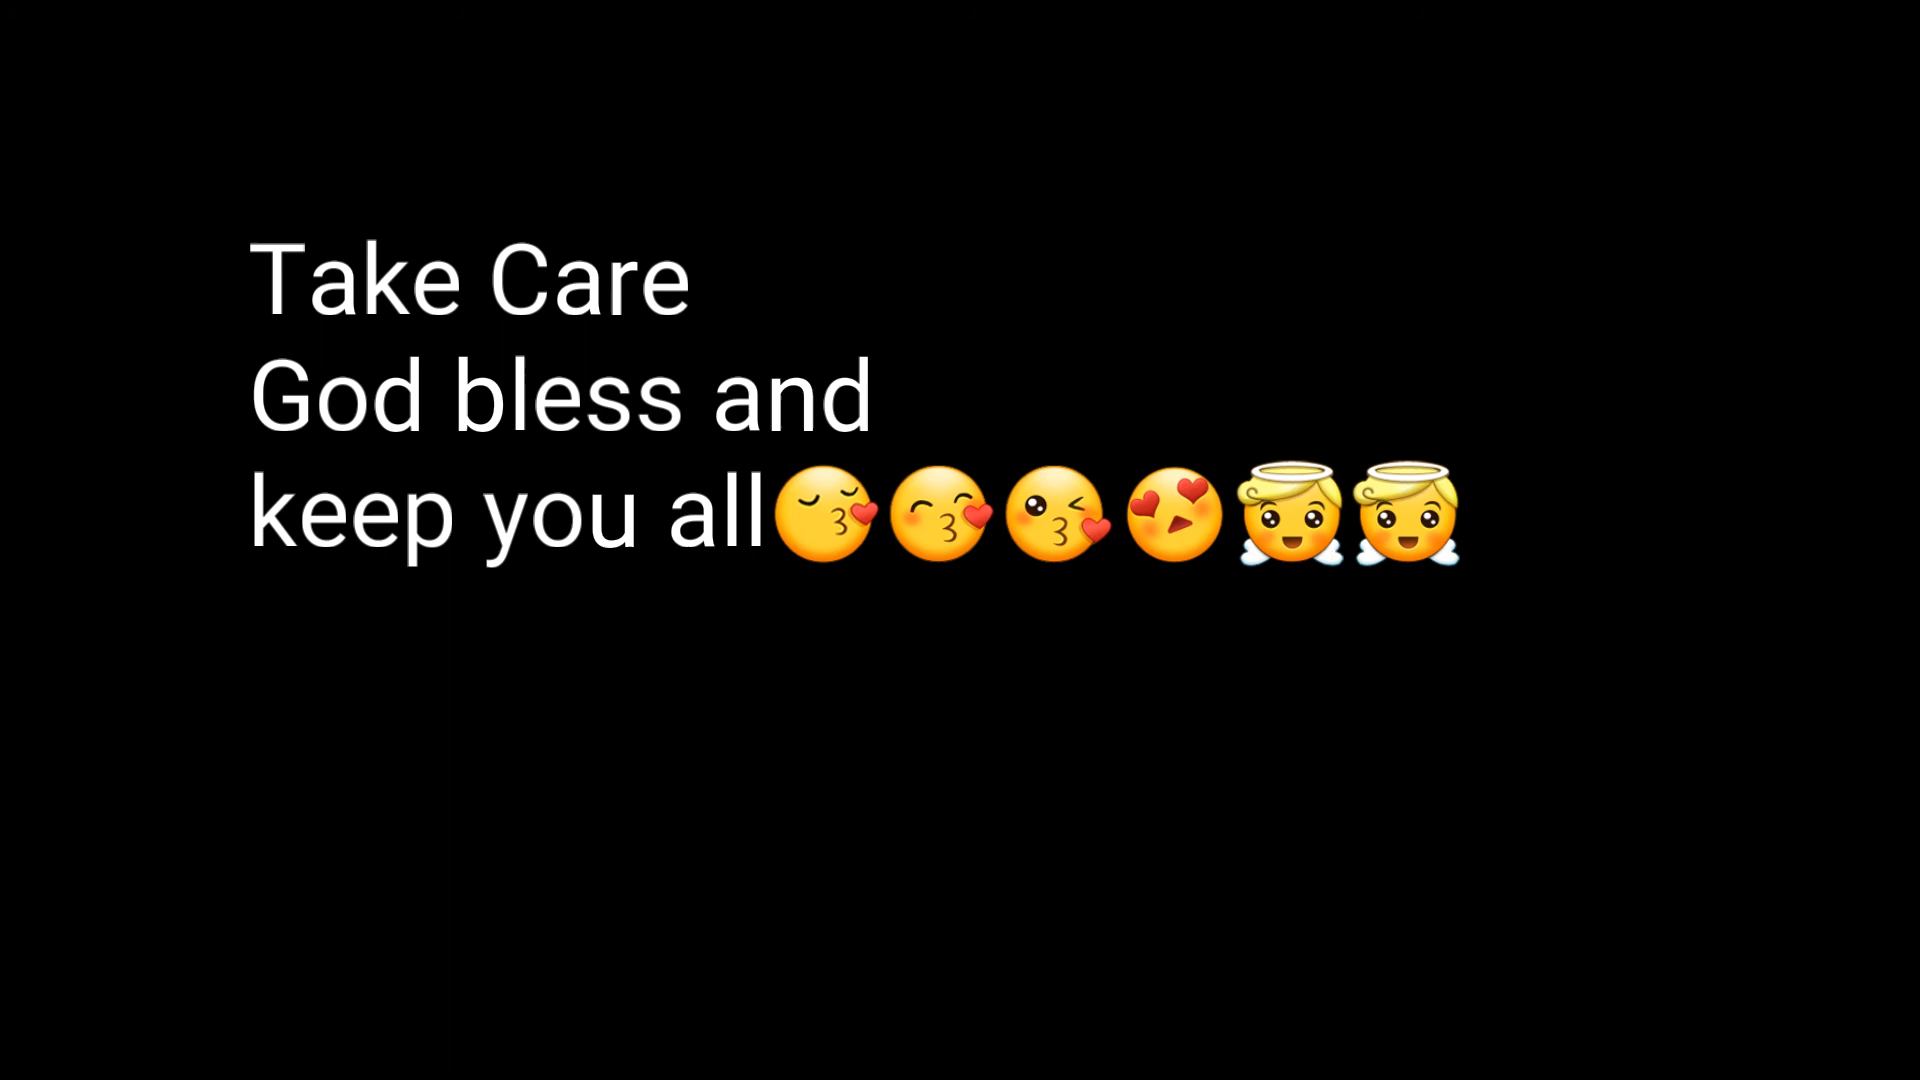 Take Care
God bless and
keep you all😚😙😘😍😇😇